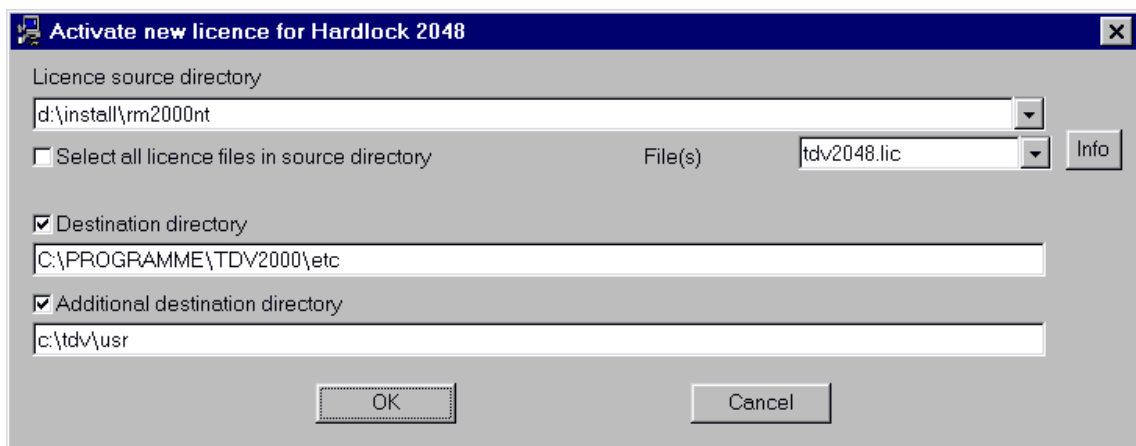 Activate new licence for Hardlock 2048
Licence source directory
d:\install\rm2000nt
Select all licence files in source directory File(s) tdv2048.lic Info
Destination directory
C:\PROGRAMME\TDV2000\etc
Additional destination directory
c:\tdv\usr
OK Cancel